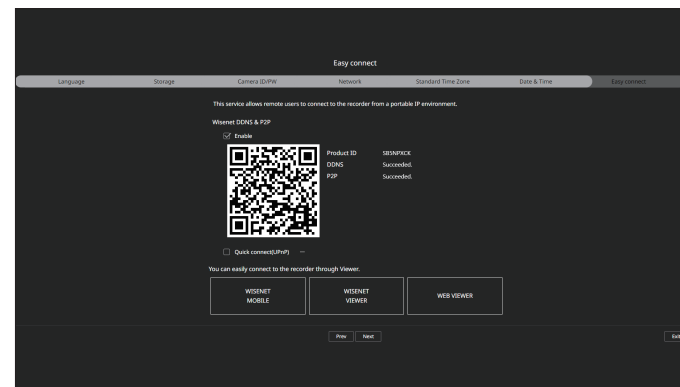 Easy connect
Language Storage Camera ID/PW Network Standard Time Zone Date & Time Easy connect
This service allows remote users to connect to the recorder from a portable IP environment.
Wisenet DDNS & P2P
Enable
Product ID SB5NPXCK
DDNS Succeeded.
P2P Succeeded.
Quick connect(UPnP) —
You can easily connect to the recorder through Viewer.
WISENET
MOBILE
WISENET
VIEWER
WEB VIEWER
Prev Next Exit